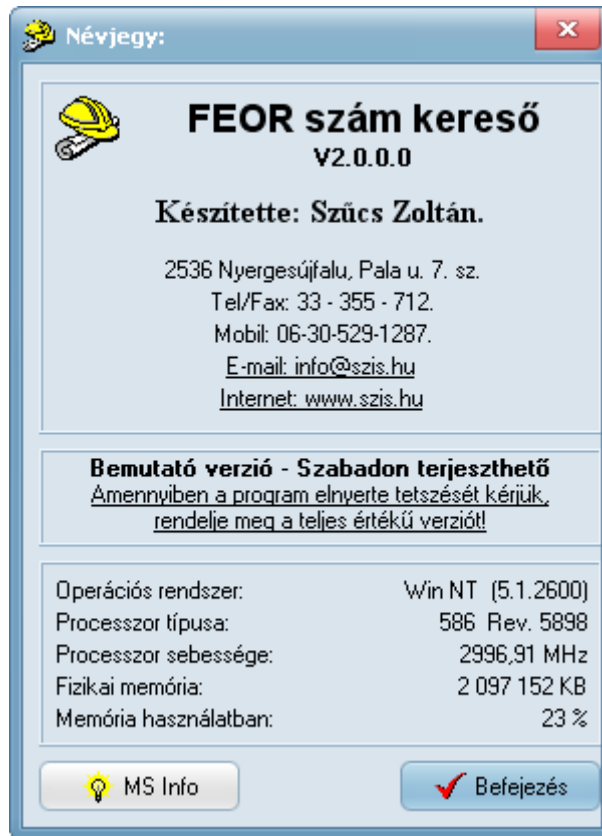 Névjegy:
FEOR szám kereső
V2.0.0.0
Készítette: Szűcs Zoltán.
2536 Nyergesújfalu, Pala u. 7. sz.
Tel/Fax: 33 - 355 - 712.
Mobil: 06-30-529-1287.
E-mail: info@szis.hu
Internet: www.szis.hu
Bemutató verzió - Szabadon terjeszthető
Amennyiben a program elnyerte tetszését kérjük,
rendelje meg a teljes értékű verziót!
Operációs rendszer: Win NT (5.1.2600)
Processzor típusa: 586 Rev. 5898
Processzor sebessége: 2996,91 MHz
Fizikai memória: 2 097 152 KB
Memória használatban: 23 %
MS Info Befejezés